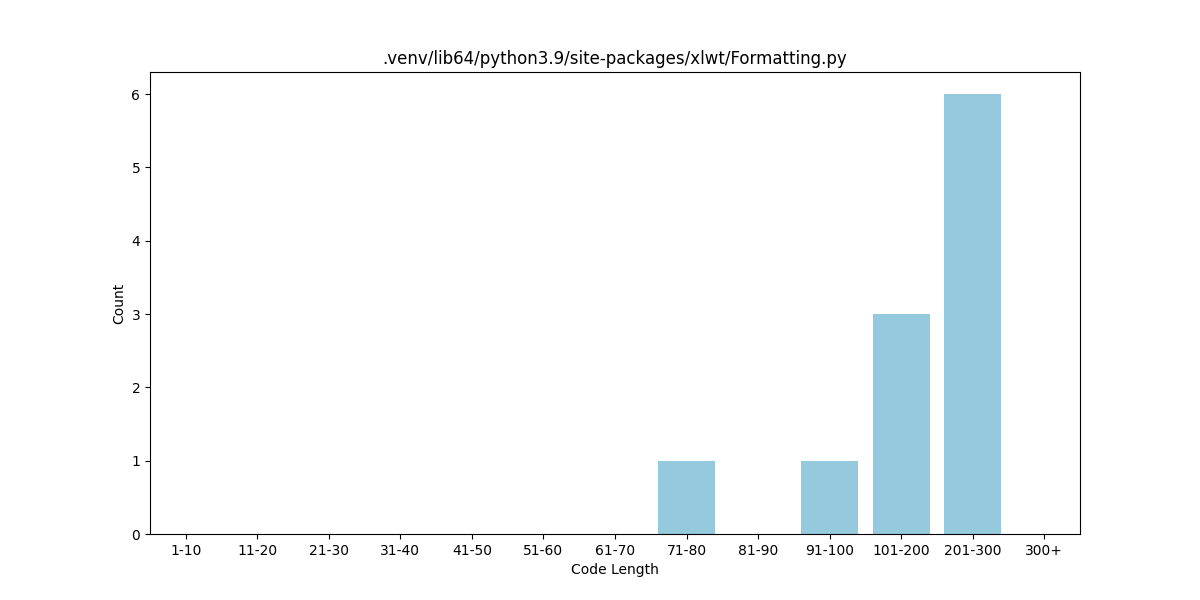 .venv/lib64/python3.9/site-packages/xlwt/Formatting.py
6
5
4
3
2
1
0
Count
1-10 11-20 21-30 31-40 41-50 51-60 61-70 71-80 81-90 91-100 101-200 201-300 300+
Code Length